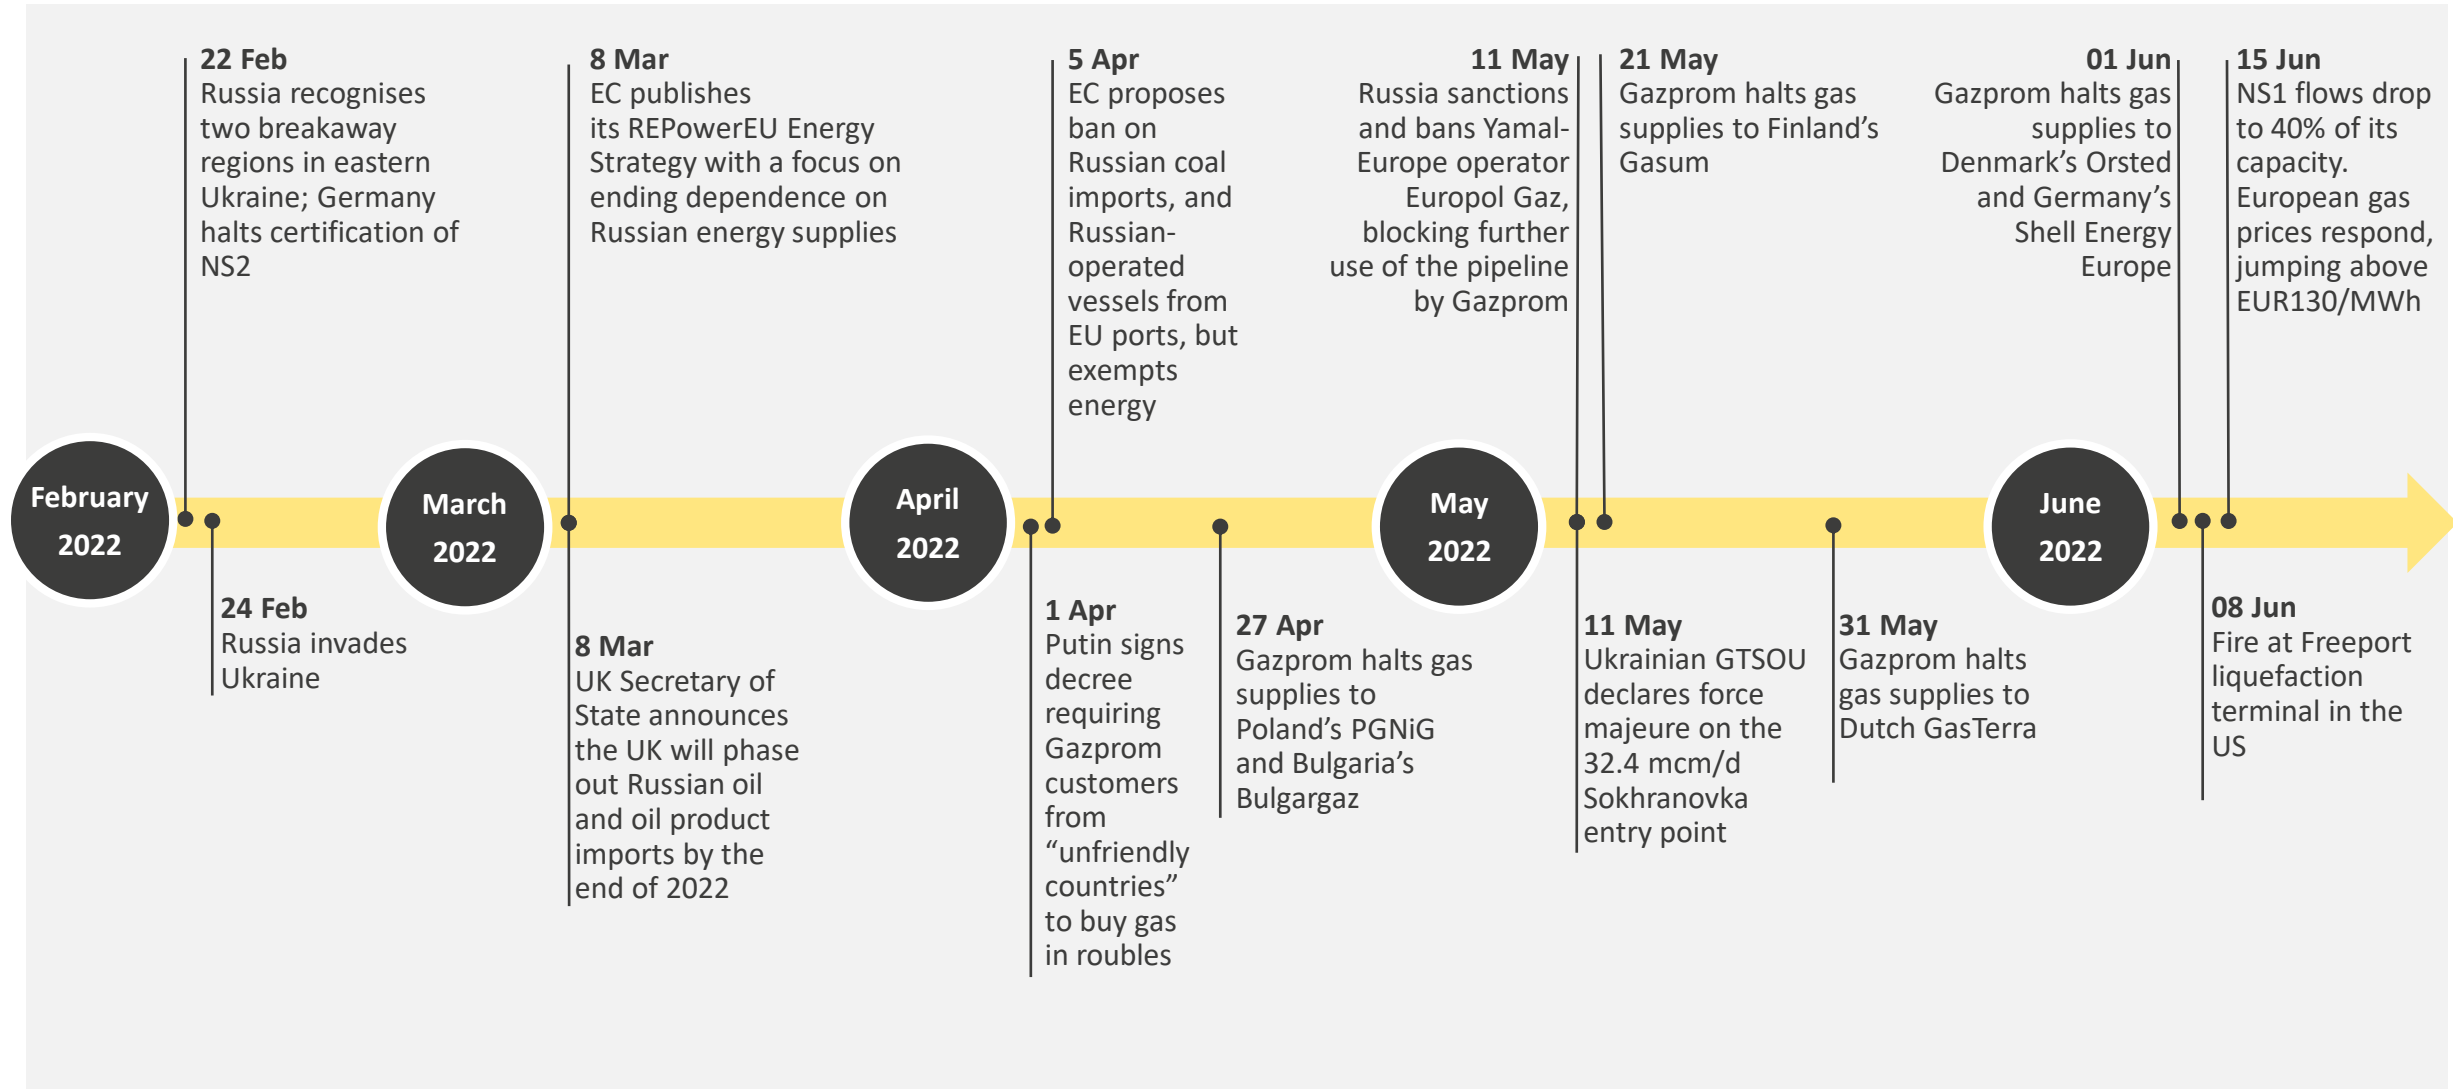 22 Feb
Russia recognises
two breakaway
regions in eastern
Ukraine; Germany
halts certification of
NS2
8 Mar
EC publishes
its REPowerEU Energy
Strategy with a focus on
ending dependence on
Russian energy supplies
5 Apr
EC proposes
ban on
Russian coal
imports, and
Russian-
operated
vessels from
EU ports, but
exempts
energy
11 May
Russia sanctions
and bans Yamal-
Europe operator
Europol Gaz,
blocking further
use of the pipeline
by Gazprom
21 May
Gazprom halts gas
supplies to Finland’s
Gasum
01 Jun
Gazprom halts gas
supplies to
Denmark’s Orsted
and Germany’s
Shell Energy
Europe
15 Jun
NS1 flows drop
to 40% of its
capacity.
European gas
prices respond,
jumping above
EUR130/MWh
February
2022
March
2022
April
2022
May
2022
June
2022
24 Feb
Russia invades
Ukraine
8 Mar
UK Secretary of
State announces
the UK will phase
out Russian oil
and oil product
imports by the
end of 2022
1 Apr
Putin signs
decree
requiring
Gazprom
customers
from
“unfriendly
countries”
to buy gas
in roubles
27 Apr
Gazprom halts gas
supplies to
Poland’s PGNiG
and Bulgaria’s
Bulgargaz
11 May
Ukrainian GTSOU
declares force
majeure on the
32.4 mcm/d
Sokhranovka
entry point
31 May
Gazprom halts
gas supplies to
Dutch GasTerra
08 Jun
Fire at Freeport
liquefaction
terminal in the
US